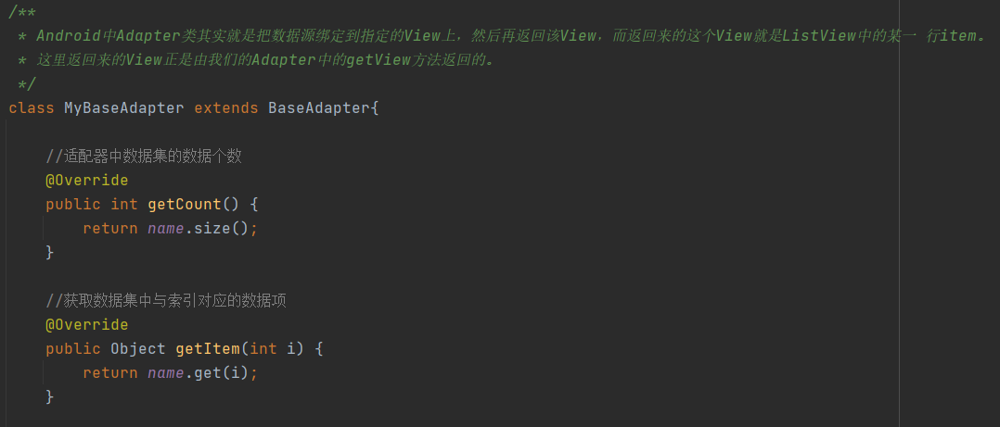 /**
 * Android中Adapter类其实就是把数据源绑定到指定的View上，然后再返回该View，而返回来的这个View就是ListView中的某一 行item。
 * 这里返回来的View正是由我们的Adapter中的getView方法返回的。
 */
class MyBaseAdapter extends BaseAdapter{
    //适配器中数据集的数据个数
    @Override
    public int getCount() {
        return name.size();
    }
    //获取数据集中与索引对应的数据项
    @Override
    public Object getItem(int i) {
        return name.get(i);
    }